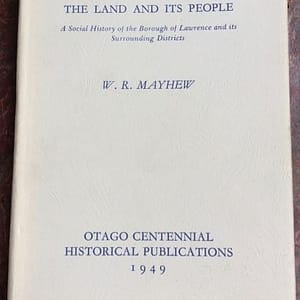 THE LAND AND ITS PEOPLE
A Social History of the Borough of Lawrence and its
Surrounding Districts
W. R. MAYHEW
OTAGO CENTENNIAL
HISTORICAL PUBLICATIONS
1949